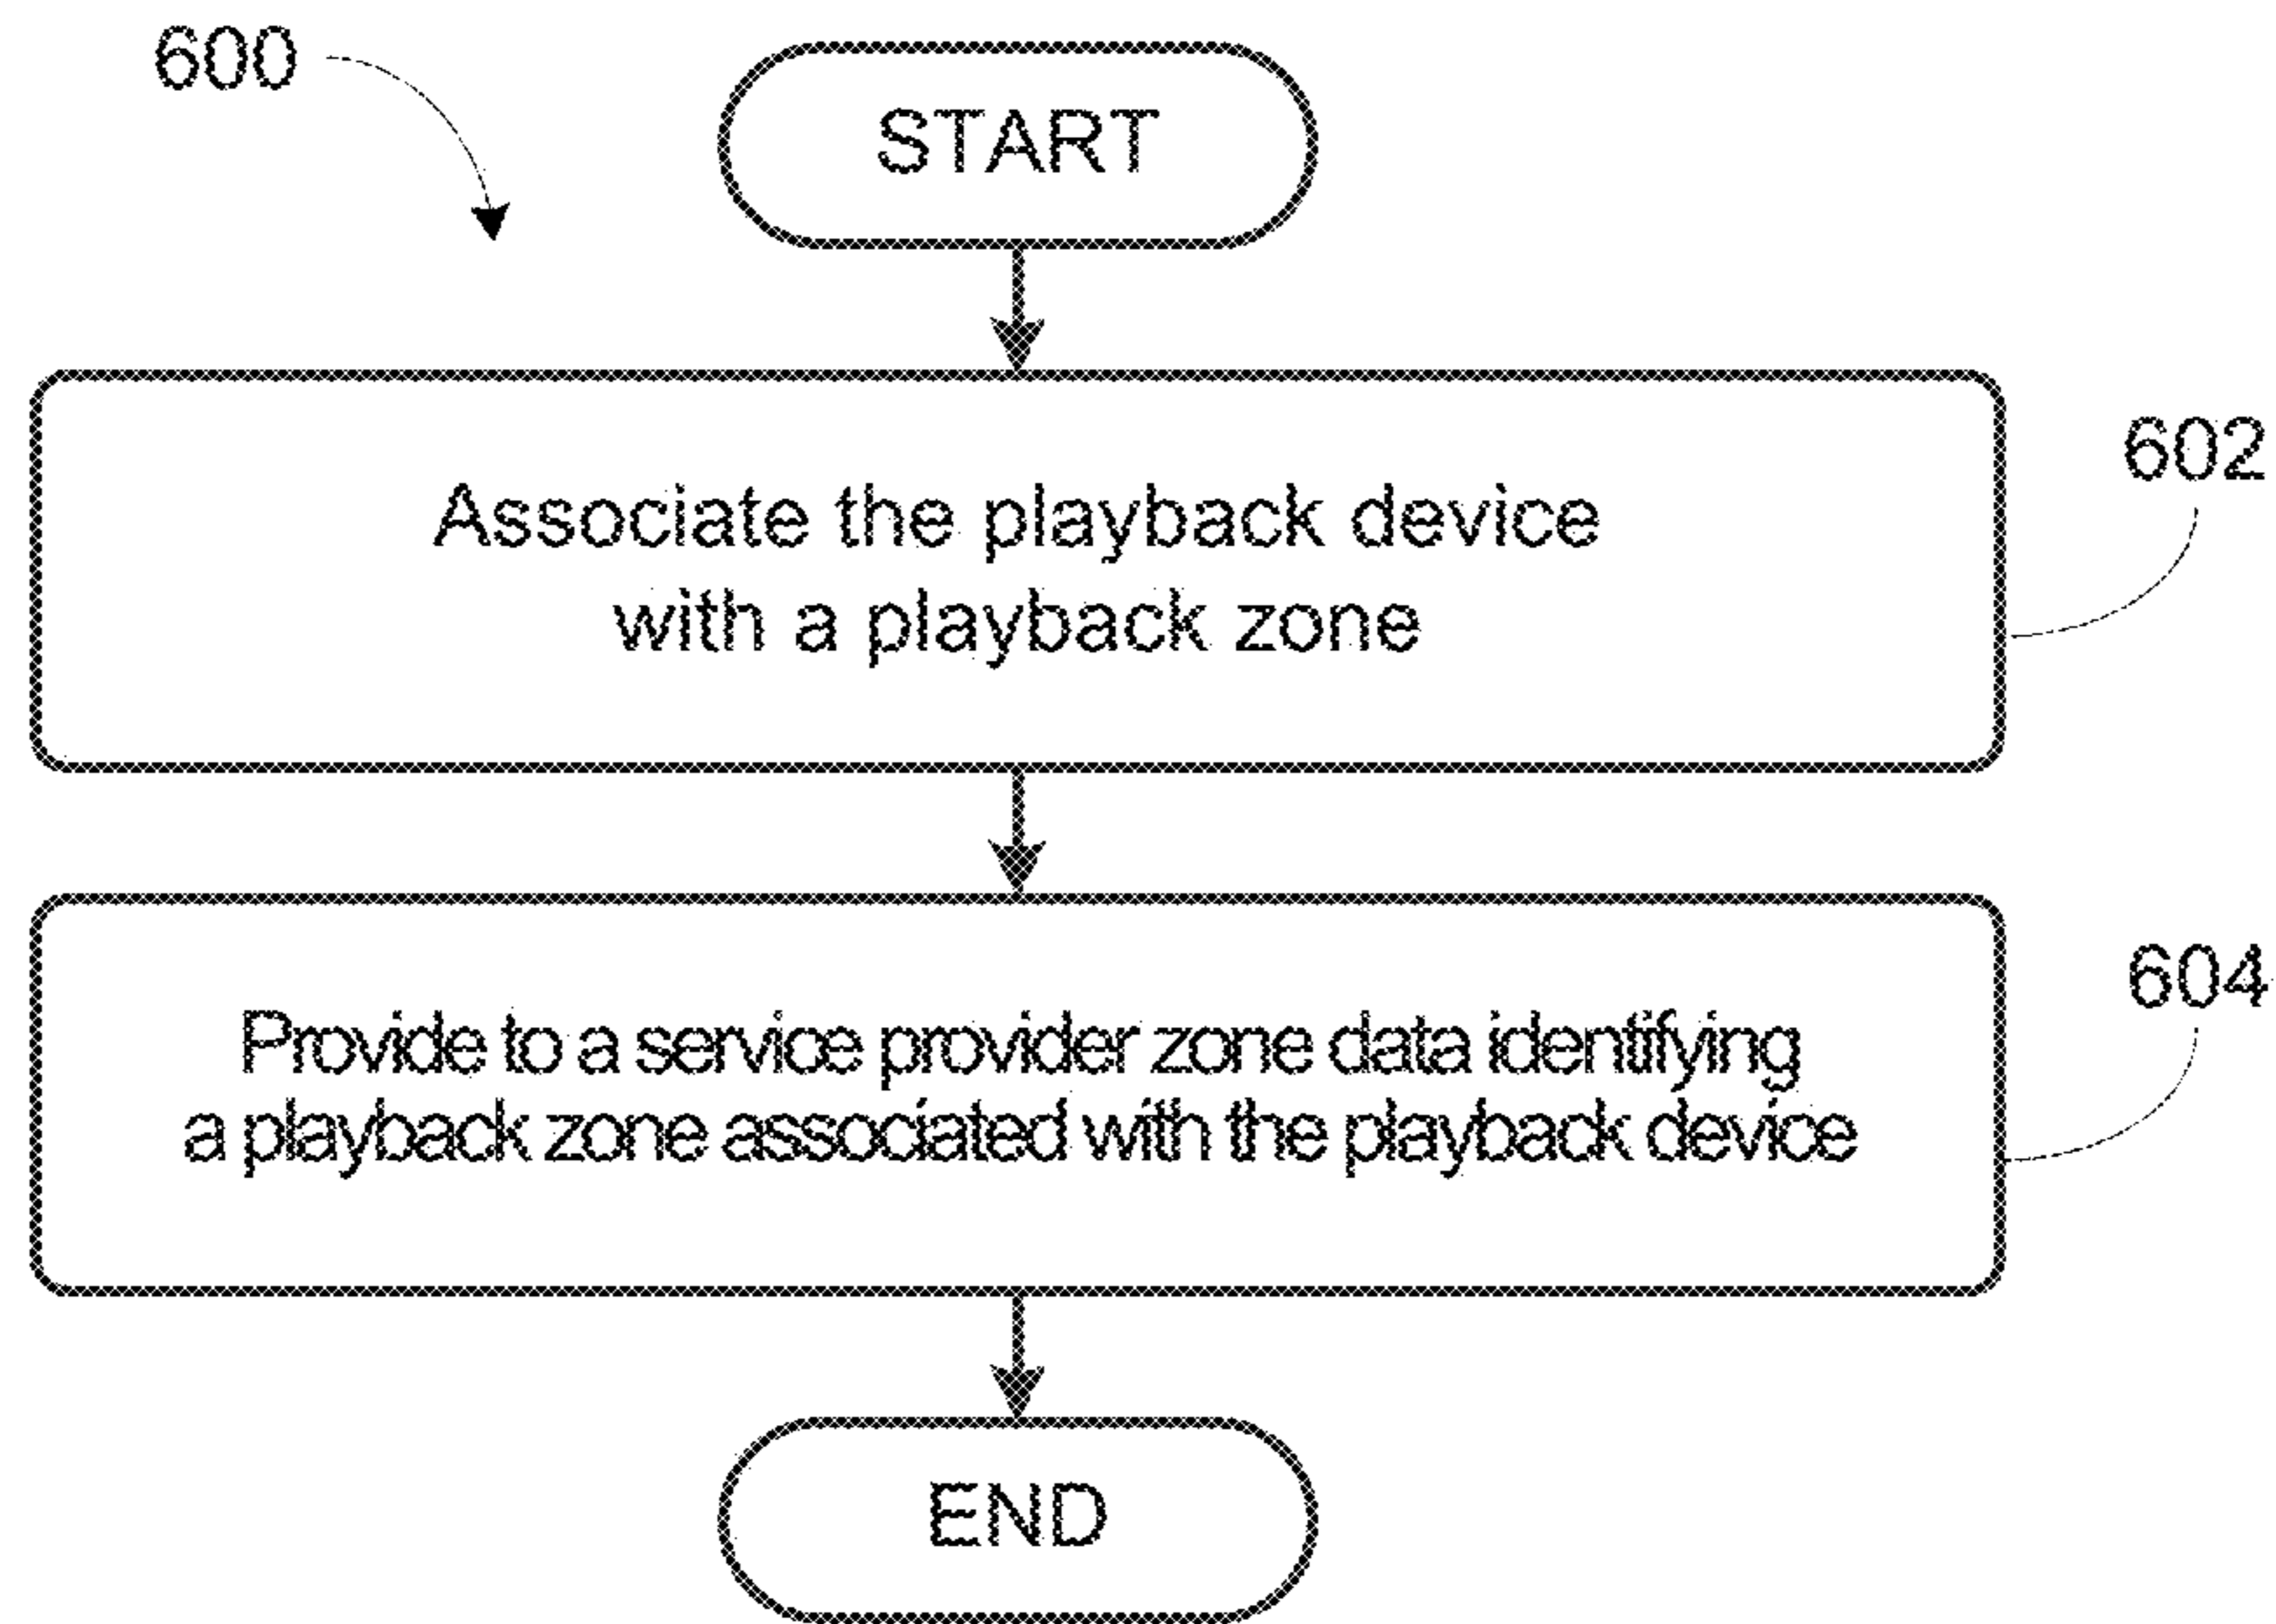 600
START
Associate the playback device
with a playback zone
602
Provide to a service provider zone data identifying
a playback zone associated with the playback device
604
END